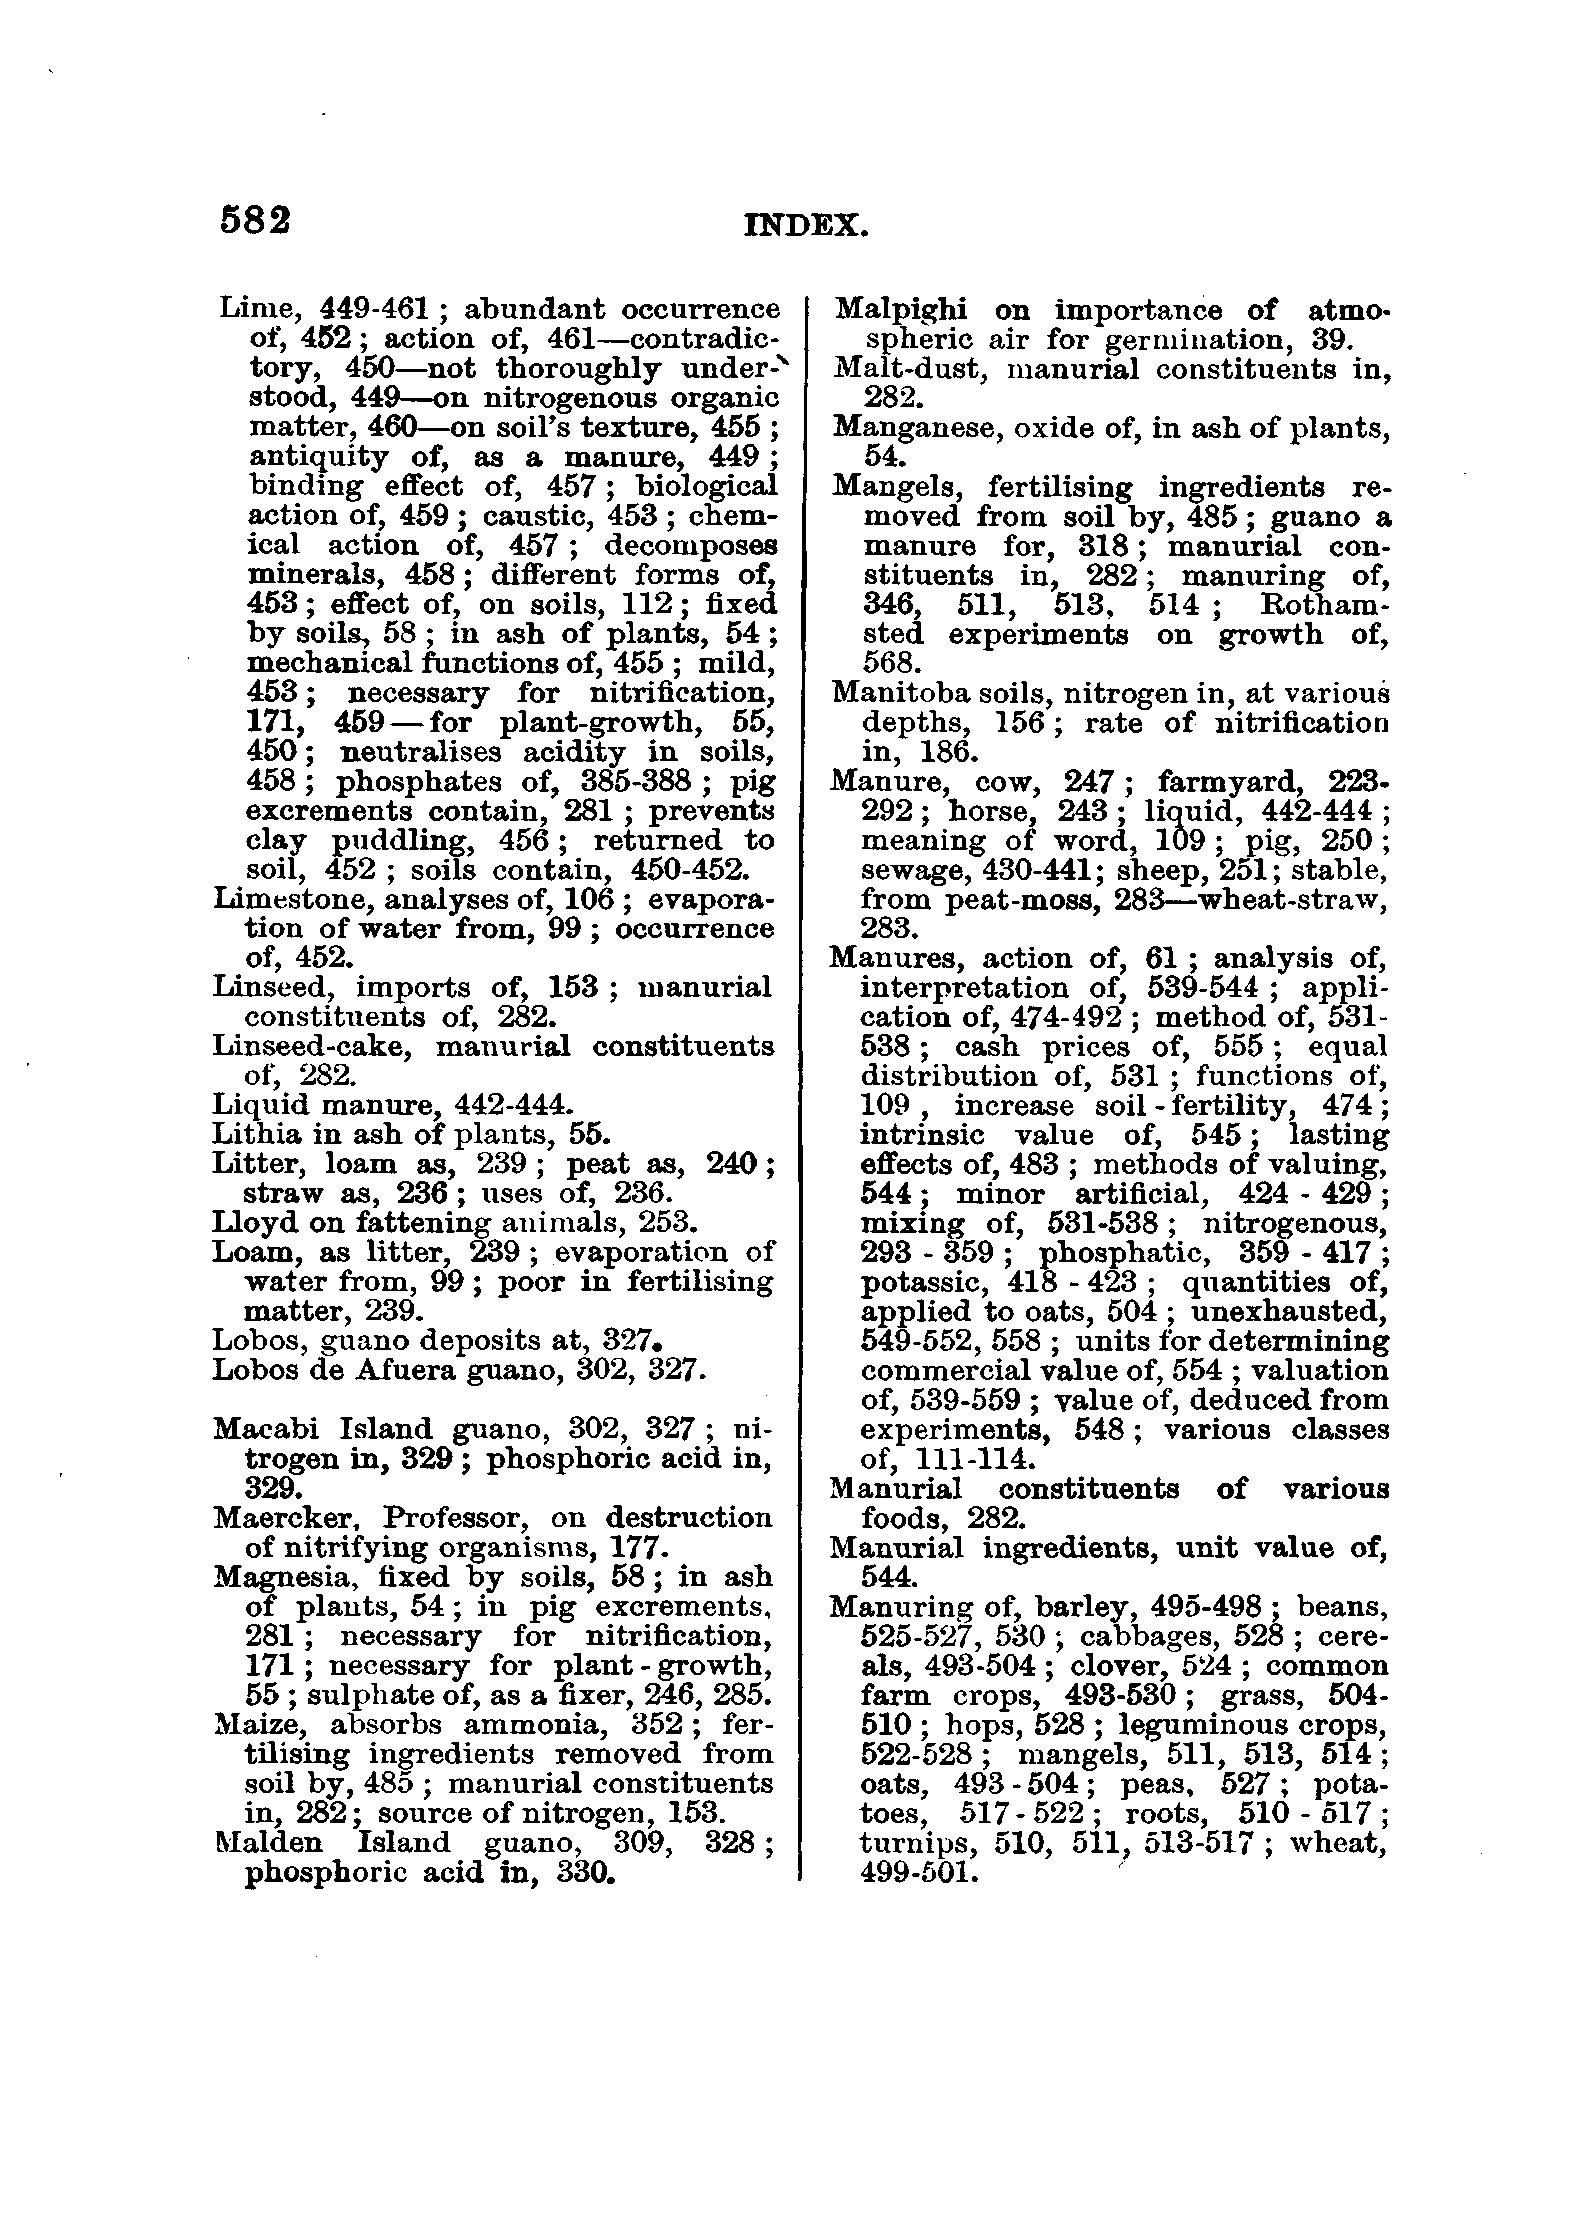 582
INDEX.
Lime, 449-461 ; abundant occurrence
of, 452 ; action of, 461—contradic-
tory, 450—not thoroughly under-
stood, 449—on nitrogenous organic
matter, 460—on soil's texture, 455 ;
antiquity of, as a manure, 449 ;
binding effect of, 457 ; biological
action of, 459 ; caustic, 453 ; chem-
ical action of, 457 ; decomposes
minerals, 458 ; different forms of,
453 ; effect of, on soils, 112 ; fixed
by soils, 58 ; in ash of plants, 54 ;
mechanical functions of, 455 ; mild,
453 ; necessary for nitrification,
171, 459—for plant-growth, 55,
450 ; neutralises acidity in soils,
458 ; phosphates of, 385-388 ; pig
excrements contain, 281 ; prevents
clay puddling, 456 ; returned to
soil, 452 ; soils contain, 450-452.
Limestone, analyses of, 106 ; evapora-
tion of water from, 99 ; occurrence
of, 452.
Linseed, imports of, 153 ; manurial
constituents of, 282.
Linseed-cake, manurial constituents
of, 282.
Liquid manure, 442-444.
Lithia in ash of plants, 55.
Litter, loam as, 239 ; peat as, 240 ;
straw as, 236 ; uses of, 236.
Lloyd on fattening animals, 253.
Loam, as litter, 239 ; evaporation of
water from, 99 ; poor in fertilising
matter, 239.
Lobos, guano deposits at, 327.
Lobos de Afuera guano, 302, 327.
Macabi Island guano, 302, 327 ; ni-
trogen in, 329 ; phosphoric acid in,
329.
Maercker, Professor, on destruction
of nitrifying organisms, 177.
Magnesia, fixed by soils, 58 ; in ash
of plants, 54 ; in pig excrements,
281 ; necessary for nitrification,
171 ; necessary for plant-growth,
55 ; sulphate of, as a fixer, 246, 285.
Maize, absorbs ammonia, 352 ; fer-
tilising ingredients removed from
soil by, 485 ; manurial constituents
in, 282 ; source of nitrogen, 153.
Malden Island guano, 309, 328 ;
phosphoric acid in, 330.
Malpighi on importance of atmo-
spheric air for germination, 39.
Malt-dust, manurial constituents in,
282.
Manganese, oxide of, in ash of plants,
54.
Mangels, fertilising ingredients re-
moved from soil by, 485 ; guano a
manure for, 318 ; manurial con-
stituents in, 282 ; manuring of,
346, 511, 513, 514 ; Rotham-
sted experiments on growth of,
568.
Manitoba soils, nitrogen in, at various
depths, 156 ; rate of nitrification
in, 186.
Manure, cow, 247 ; farmyard, 223-
292 ; horse, 243 ; liquid, 442-444 ;
meaning of word, 109 ; pig, 250 ;
sewage, 430-441; sheep, 251; stable,
from peat-moss, 283—wheat-straw,
283.
Manures, action of, 61 ; analysis of,
interpretation of, 539-544 ; appli-
cation of, 474-492 ; method of, 531-
538 ; cash prices of, 555 ; equal
distribution of, 531 ; functions of,
109 , increase soil-fertility, 474 ;
intrinsic value of, 545 ; lasting
effects of, 483 ; methods of valuing,
544 ; minor artificial, 424 - 429 ;
mixing of, 531-538 ; nitrogenous,
293 - 359 ; phosphatic, 359 - 417 ;
potassic, 418 - 423 ; quantities of,
applied to oats, 504 ; unexhausted,
549-552, 558 ; units for determining
commercial value of, 554 ; valuation
of, 539-559 ; value of, deduced from
experiments, 548 ; various classes
of, 111-114.
Manurial constituents of various
foods, 282.
Manurial ingredients, unit value of,
544.
Manuring of, barley, 495-498 ; beans,
525-527, 530 ; cabbages, 528 ; cere-
als, 493-504 ; clover, 524 ; common
farm crops, 493-530 ; grass, 504-
510 ; hops, 528 ; leguminous crops,
522-528 ; mangels, 511, 513, 514 ;
oats, 493-504 ; peas, 527 ; pota-
toes, 517-522 ; roots, 510 - 517 ;
turnips, 510, 511, 513-517 ; wheat,
499-501.